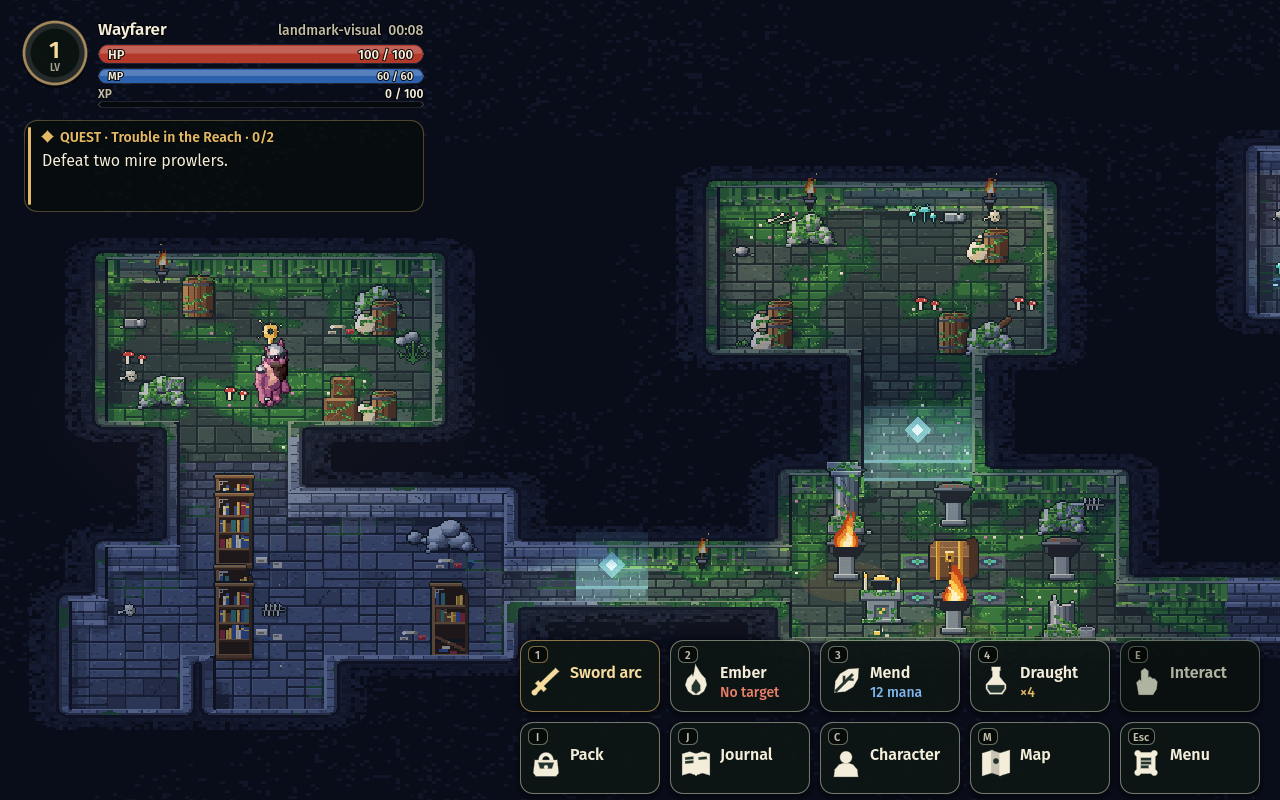 Wayfarer landmark-visual 00:08
1
LV
HP 100 / 100
MP 60 / 60
XP 0 / 100
QUEST · Trouble in the Reach · 0/2
Defeat two mire prowlers.
1 Sword arc
2 Ember
No target
3 Mend
12 mana
4 Draught
×4
E Interact
I Pack
J Journal
C Character
M Map
Esc Menu